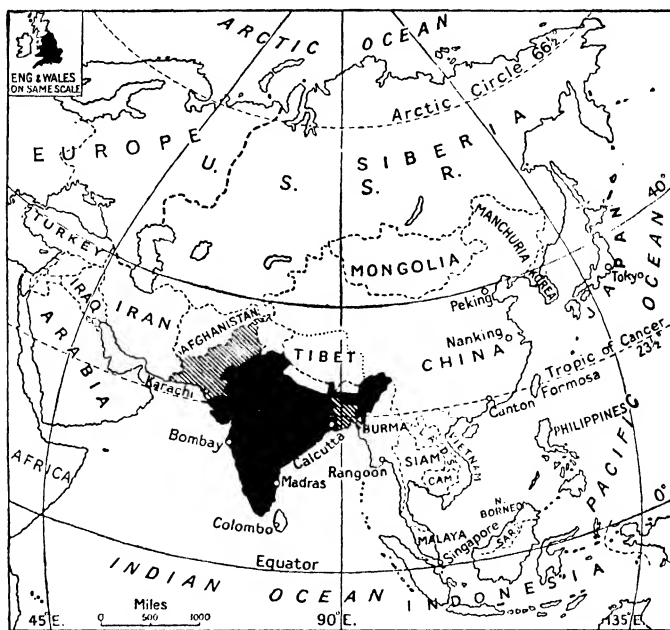 ARCTIC OCEAN
ENG & WALES
ON SAME SCALE
Arctic Circle 66½
EUROPE
U. S. S. R.
SIBERIA
40°
TURKEY
MONGOLIA
MANCHURIA
KOREA
JAPAN
Tokyo
Peking
IRAQ
IRAN
AFGHANISTAN
TIBET
Nanking
CHINA
ARABIA
Karachi
Tropic of Cancer
23½°
Canton
Formosa
Bombay
Calcutta
BURMA
VIETNAM
PHILIPPINES
PACIFIC OCEAN
AFRICA
Rangoon
SIAM
CAM
Madras
Colombo
N.
BORNEO
SAR.
MALAYA
Singapore
0°
Equator
INDIAN OCEAN
INDONESIA
Miles
0 500 1000
45°E.
90°E.
135°E.